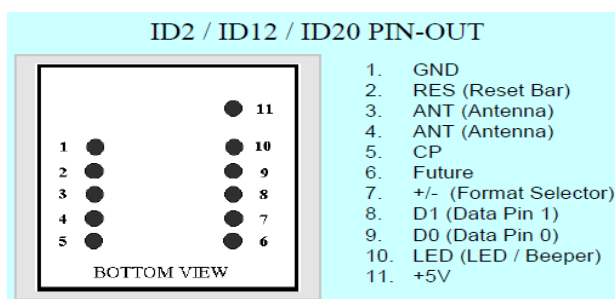 ID2 / ID12 / ID20 PIN-OUT
11
1 10
2 9
3 8
4 7
5 6
BOTTOM VIEW
1. GND
2. RES (Reset Bar)
3. ANT (Antenna)
4. ANT (Antenna)
5. CP
6. Future
7. +/- (Format Selector)
8. D1 (Data Pin 1)
9. D0 (Data Pin 0)
10. LED (LED / Beeper)
11. +5V